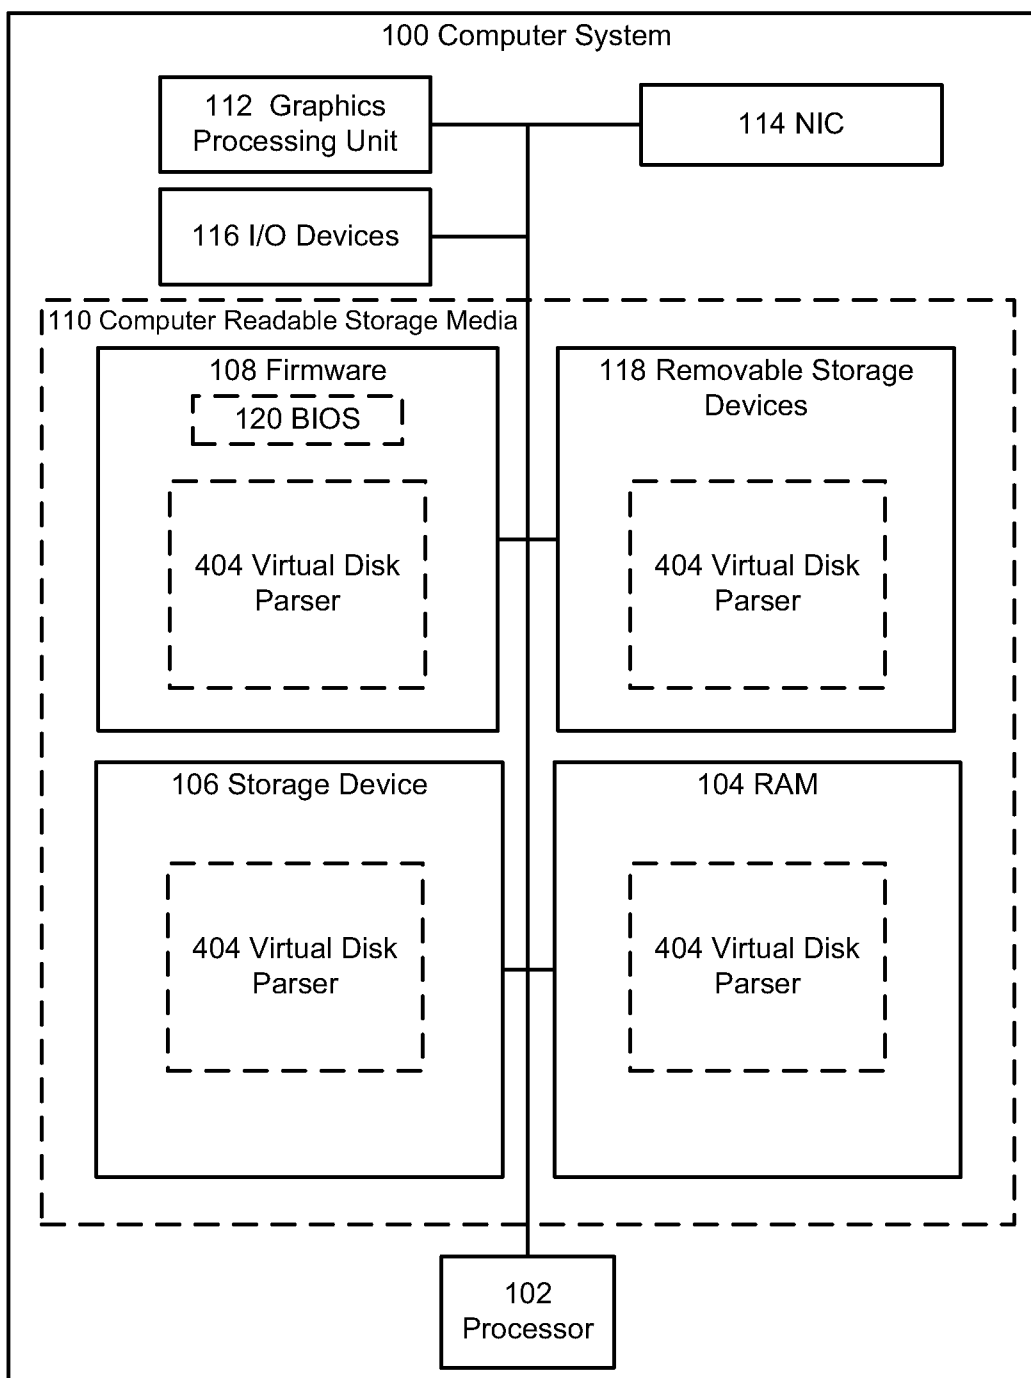 100 Computer System
112 Graphics
Processing Unit
114 NIC
116 I/O Devices
110 Computer Readable Storage Media
108 Firmware
120 BIOS
404 Virtual Disk
Parser
118 Removable Storage
Devices
404 Virtual Disk
Parser
106 Storage Device
404 Virtual Disk
Parser
104 RAM
404 Virtual Disk
Parser
102
Processor